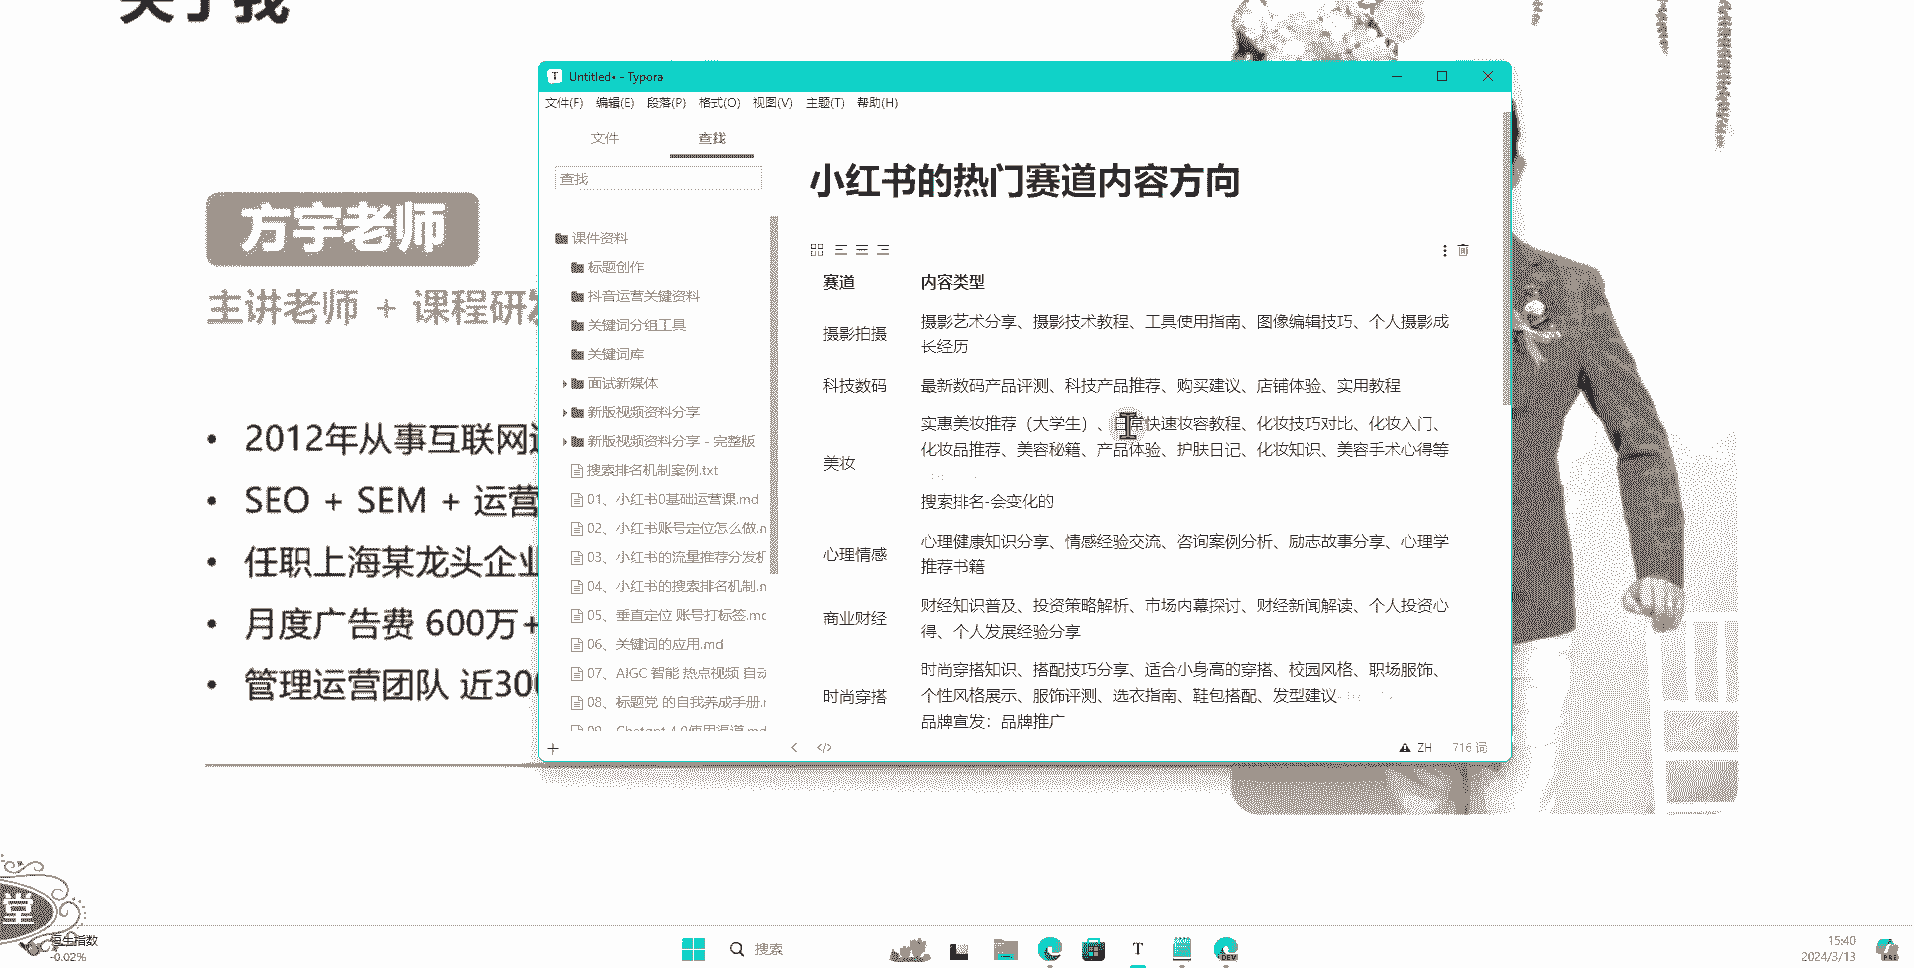 关于我
方宇老师
主讲老师 + 课程研发
2012年从事互联网
SEO + SEM + 运营
任职上海某龙头企业
月度广告费 600万+
管理运营团队 近300
Untitled• - Typora
文件(F) 编辑(E) 段落(P) 格式(O) 视图(V) 主题(T) 帮助(H)
文件 查找
查找
课件资料
标题创作
抖音运营关键资料
关键词分组工具
关键词库
面试新媒体
新版视频资料分享
新版视频资料分享 - 完整版
搜索排名机制案例.txt
01、小红书0基础运营课.md
02、小红书账号定位怎么做.m
03、小红书的流量推荐分发机
04、小红书的搜索排名机制.m
05、垂直定位 账号打标签.md
06、关键词的应用.md
07、AIGC 智能 热点视频 自动
08、标题党 的自我养成手册.m
09、Chatgpt 4.0使用渠道.md
小红书的热门赛道内容方向
赛道 内容类型
摄影拍摄 摄影艺术分享、摄影技术教程、工具使用指南、图像编辑技巧、个人摄影成
长经历
科技数码 最新数码产品评测、科技产品推荐、购买建议、店铺体验、实用教程
美妆 实惠美妆推荐（大学生）、日常快速妆容教程、化妆技巧对比、化妆入门、
化妆品推荐、美容秘籍、产品体验、护肤日记、化妆知识、美容手术心得等
搜索排名-会变化的
心理情感 心理健康知识分享、情感经验交流、咨询案例分析、励志故事分享、心理学
推荐书籍
商业财经 财经知识普及、投资策略解析、市场内幕探讨、财经新闻解读、个人投资心
得、个人发展经验分享
时尚穿搭 时尚穿搭知识、搭配技巧分享、适合小身高的穿搭、校园风格、职场服饰、
个性风格展示、服饰评测、选衣指南、鞋包搭配、发型建议
品牌宣发：品牌推广
ZH 716 词
恒生指数
-0.02%
搜索
T
DEV
15:40
2024/3/13
PRE